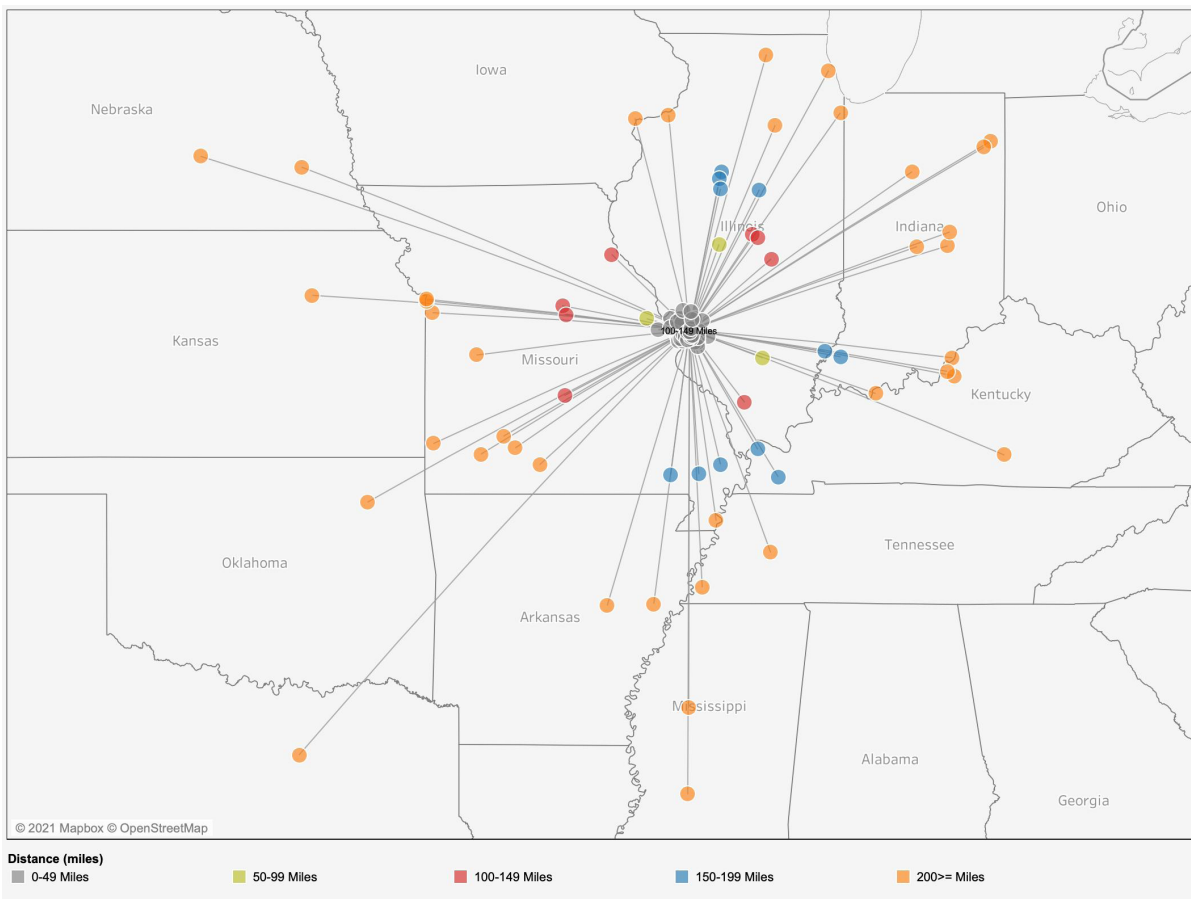 Iowa
Nebraska
Ohio
Illinois
Indiana
100-149 Miles
Kansas
Missouri
Kentucky
Tennessee
Oklahoma
Arkansas
Mississippi
Alabama
Georgia
© 2021 Mapbox © OpenStreetMap
Distance (miles)
0-49 Miles 50-99 Miles 100-149 Miles 150-199 Miles 200>= Miles